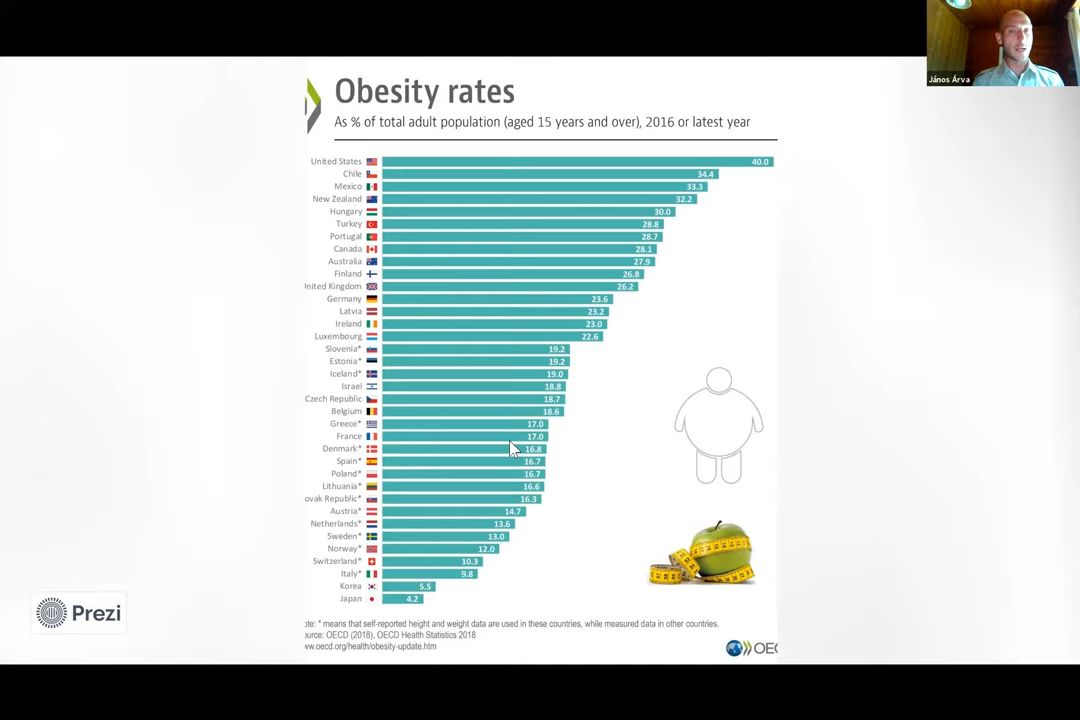 János Árva
Obesity rates
As % of total adult population (aged 15 years and over), 2016 or latest year
United States 40.0
Chile 34.4
Mexico 33.3
New Zealand 32.2
Hungary 30.0
Turkey 28.8
Portugal 28.7
Canada 28.1
Australia 27.9
Finland 26.8
nited Kingdom 26.2
Germany 23.6
Latvia 23.2
Ireland 23.0
Luxembourg 22.6
Slovenia* 19.2
Estonia* 19.2
Iceland* 19.0
Israel 18.8
Czech Republic 18.7
Belgium 18.6
Greece* 17.0
France 17.0
Denmark* 16.8
Spain* 16.7
Poland* 16.7
Lithuania* 16.6
ovak Republic* 16.3
Austria* 14.7
Netherlands* 13.6
Sweden* 13.0
Norway* 12.0
Switzerland* 10.3
Italy* 9.8
Korea 5.5
Japan 4.2
Prezi
ote: * means that self-reported height and weight data are used in these countries, while measured data in other countries.
ource: OECD (2018), OECD Health Statistics 2018
ww.oecd.org/health/obesity-update.htm
OEC